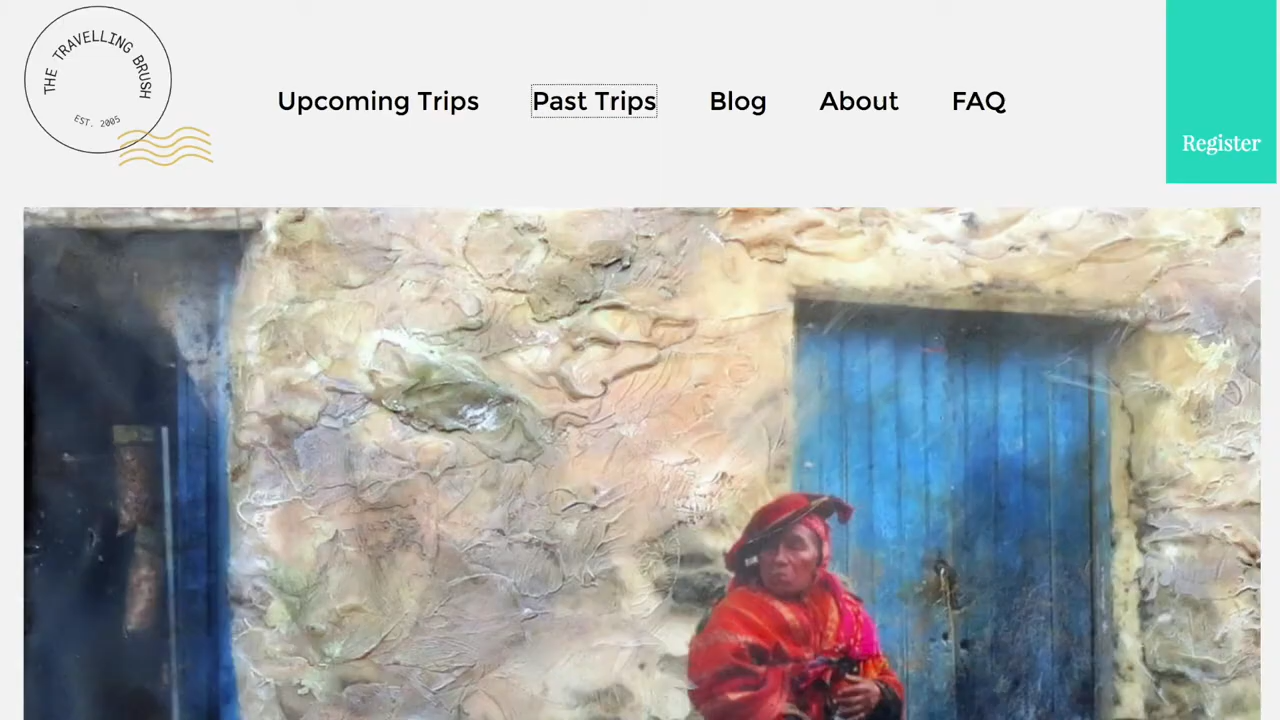 THE TRAVELLING BRUSH
EST. 2005
Upcoming Trips
Past Trips
Blog
About
FAQ
Register